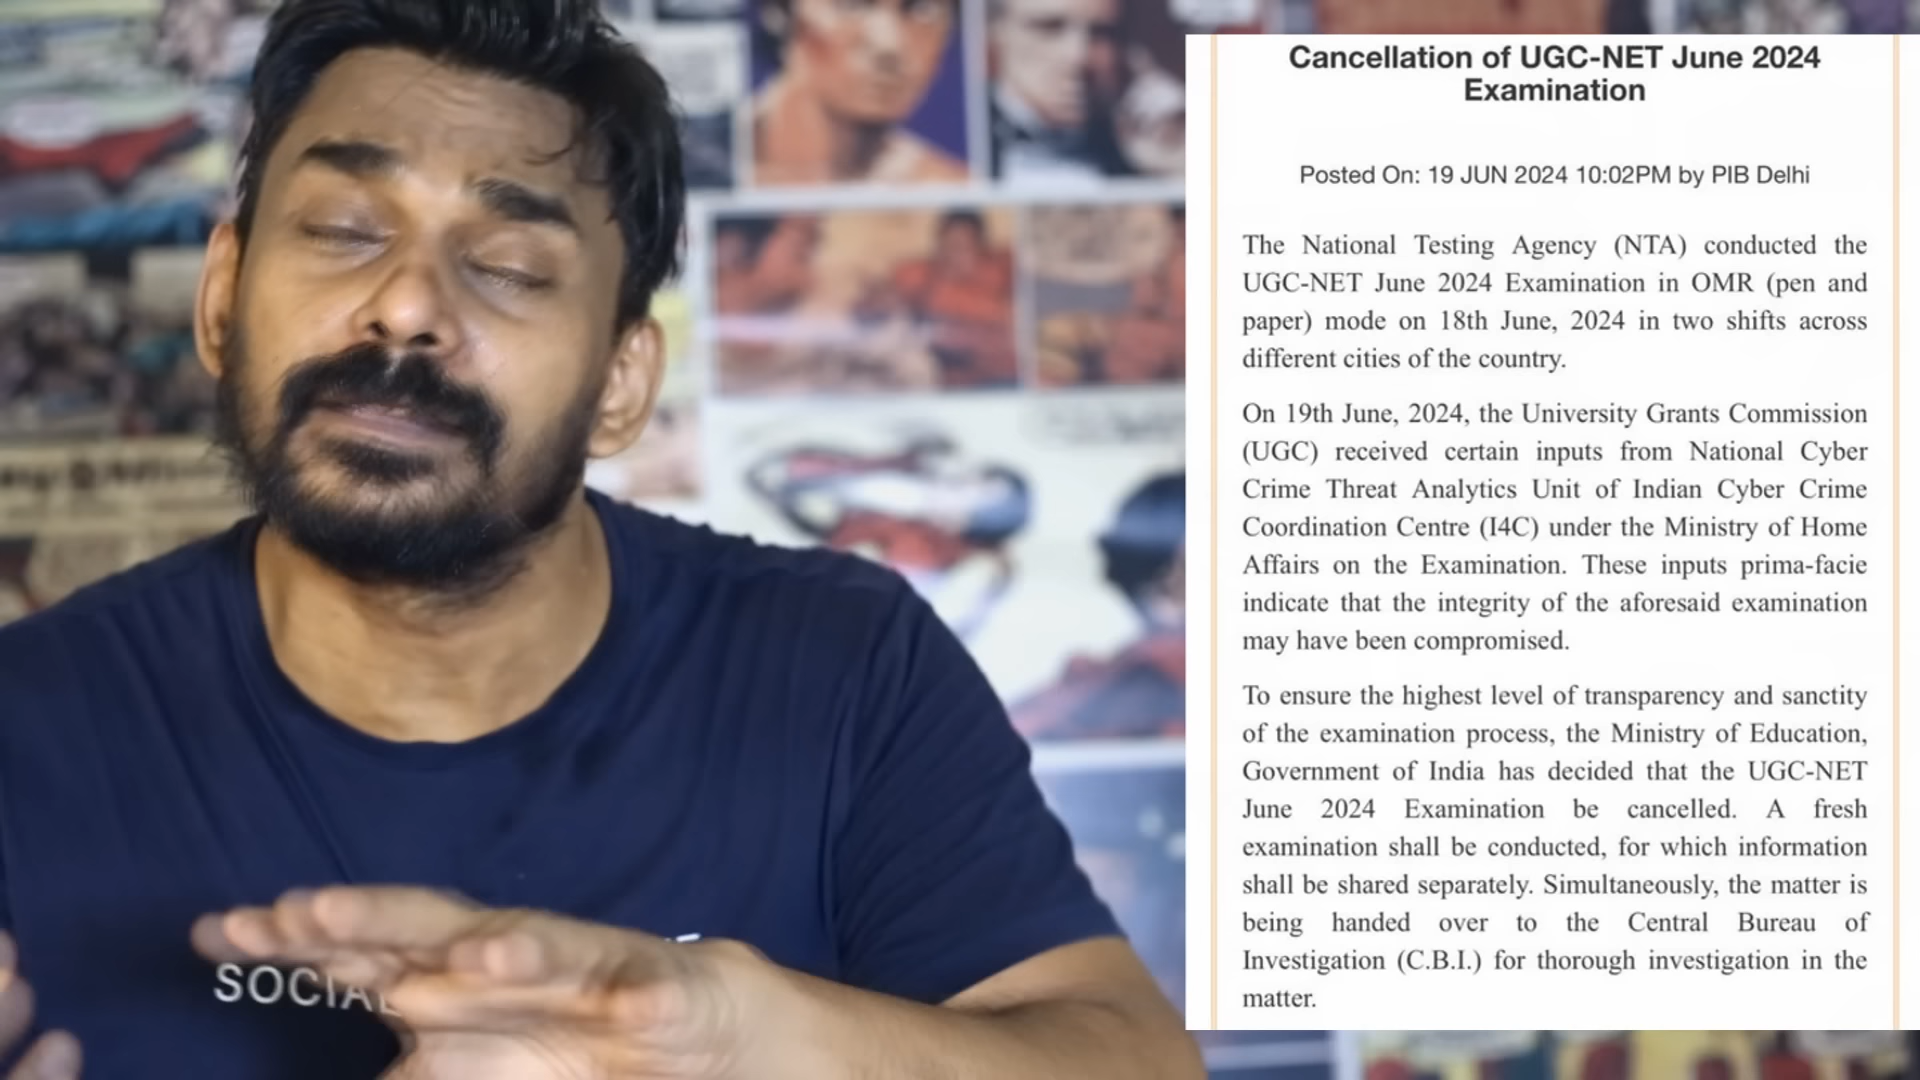 Cancellation of UGC-NET June 2024
Examination
Posted On: 19 JUN 2024 10:02PM by PIB Delhi
The National Testing Agency (NTA) conducted the
UGC-NET June 2024 Examination in OMR (pen and
paper) mode on 18th June, 2024 in two shifts across
different cities of the country.
On 19th June, 2024, the University Grants Commission
(UGC) received certain inputs from National Cyber
Crime Threat Analytics Unit of Indian Cyber Crime
Coordination Centre (I4C) under the Ministry of Home
Affairs on the Examination. These inputs prima-facie
indicate that the integrity of the aforesaid examination
may have been compromised.
To ensure the highest level of transparency and sanctity
of the examination process, the Ministry of Education,
Government of India has decided that the UGC-NET
June 2024 Examination be cancelled. A fresh
examination shall be conducted, for which information
shall be shared separately. Simultaneously, the matter is
being handed over to the Central Bureau of
Investigation (C.B.I.) for thorough investigation in the
matter.
SOCIAL